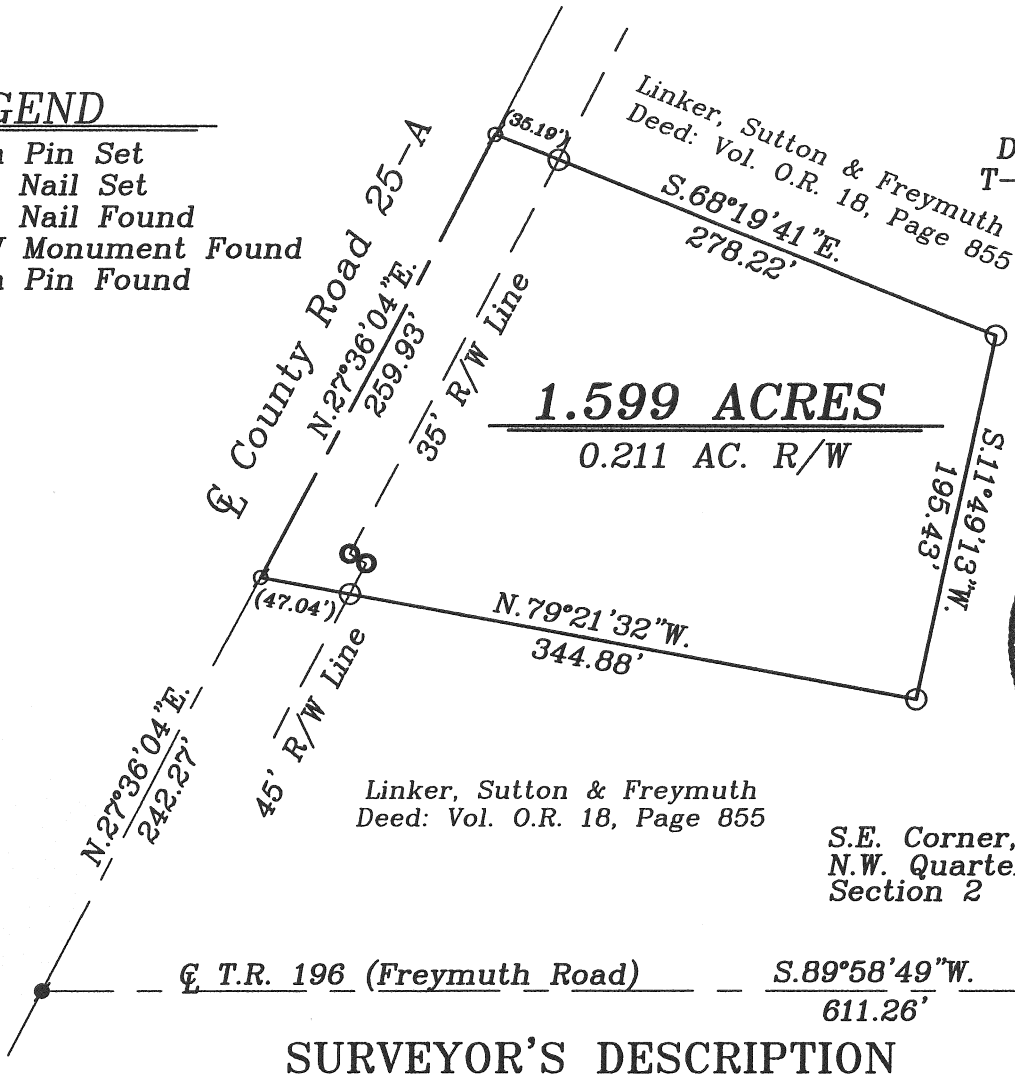 GEND
Pin Set
Nail Set
Nail Found
Monument Found
Pin Found
℄ County Road 25-A
(35.19')
Linker, Sutton & Freymuth
Deed: Vol. O.R. 18, Page 855
D
T-
S.68°19'41"E.
278.22'
N.27°36'04"E.
259.93'
35' R/W Line
1.599 ACRES
0.211 AC. R/W
S.11°49'13"W.
195.43'
(47.04')
N.79°21'32"W.
344.88'
45' R/W Line
N.27°36'04"E.
242.27'
Linker, Sutton & Freymuth
Deed: Vol. O.R. 18, Page 855
S.E. Corner,
N.W. Quarte
Section 2
℄ T.R. 196 (Freymuth Road)
S.89°58'49"W.
611.26'
SURVEYOR'S DESCRIPTION